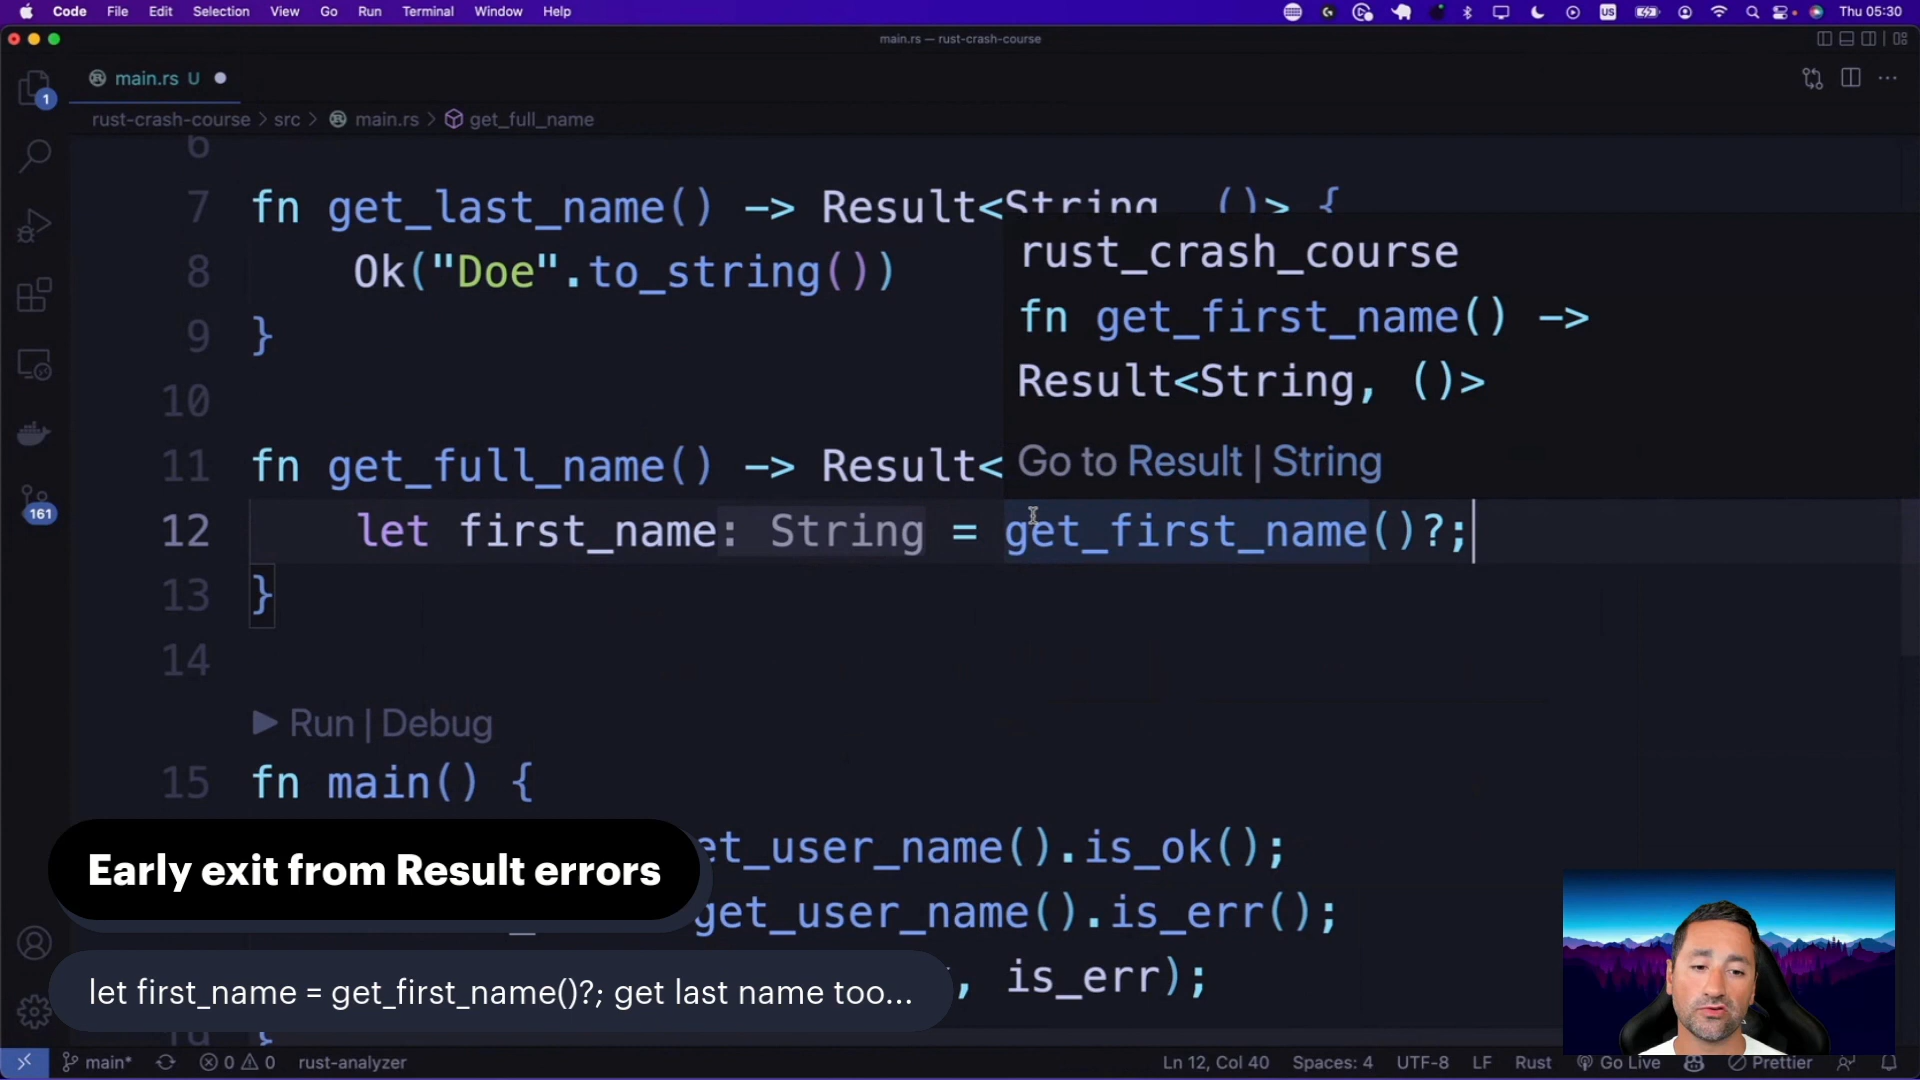 Code File Edit Selection View Go Run Terminal Window Help US Thu 05:30
main.rs — rust-crash-course
main.rs U
1
rust-crash-course > src > main.rs > get_full_name
6
7 fn get_last_name() -> Result<String, ()> {
8 Ok("Doe".to_string())
9 }
10
11 fn get_full_name() -> Result<
12 let first_name: String = get_first_name()?;
13 }
14
rust_crash_course
fn get_first_name() ->
Result<String, ()>
Go to Result | String
161
▶ Run | Debug
15 fn main() {
et_user_name().is_ok();
get_user_name().is_err();
, is_err);
}
Early exit from Result errors
let first_name = get_first_name()?; get last name too...
main* 0 0 rust-analyzer Ln 12, Col 40 Spaces: 4 UTF-8 LF Rust Go Live Prettier